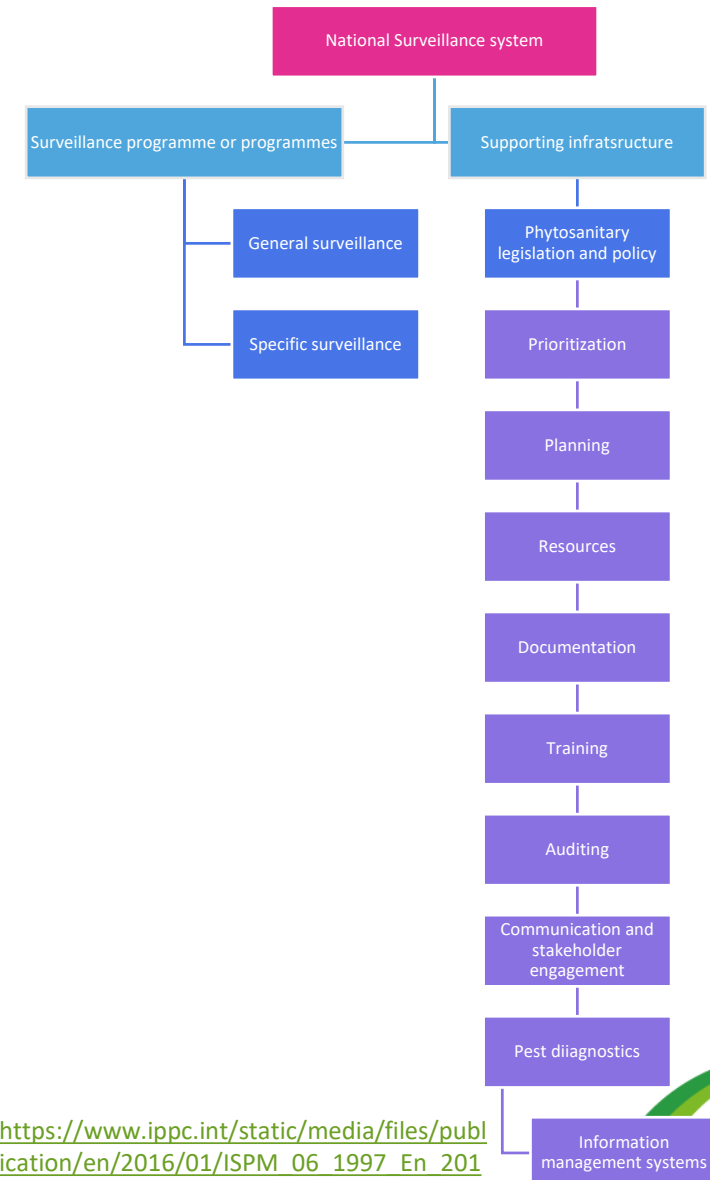 National Surveillance system
Surveillance programme or programmes
Supporting infratsructure
General surveillance
Specific surveillance
Phytosanitary
legislation and policy
Prioritization
Planning
Resources
Documentation
Training
Auditing
Communication and
stakeholder
engagement
Pest diiagnostics
Information
management systems
https://www.ippc.int/static/media/files/publ
ication/en/2016/01/ISPM_06_1997_En_201